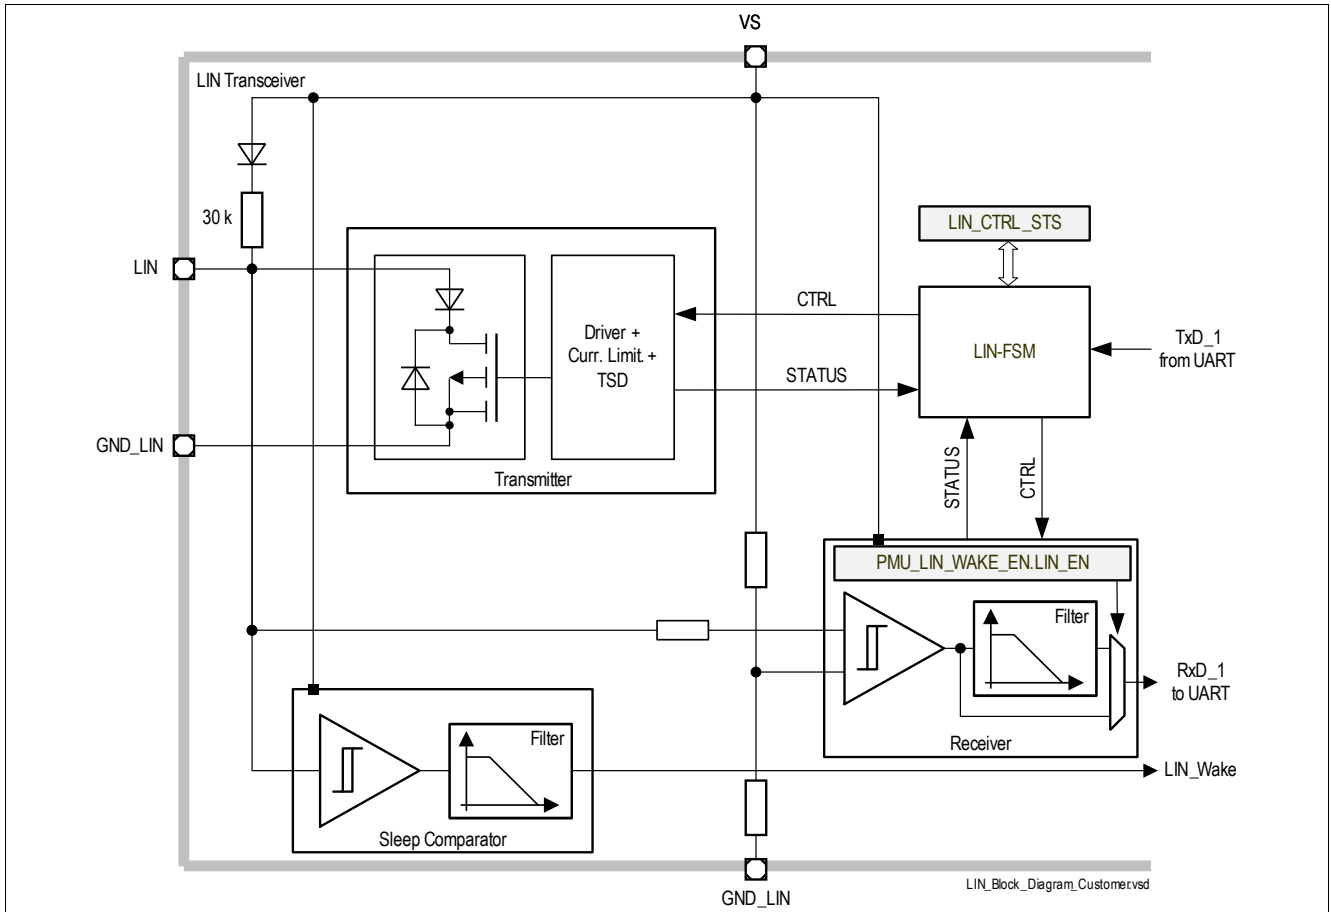 VS
LIN Transceiver
30 k
LIN
GND_LIN
Driver +
Curr. Limit. +
TSD
Transmitter
CTRL
STATUS
LIN_CTRL_STS
LIN-FSM
TxD_1
from UART
STATUS
CTRL
PMU_LIN_WAKE_EN.LIN_EN
Filter
RxD_1
to UART
Receiver
Filter
LIN_Wake
Sleep Comparator
GND_LIN
LIN_Block_Diagram_Customer.vsd